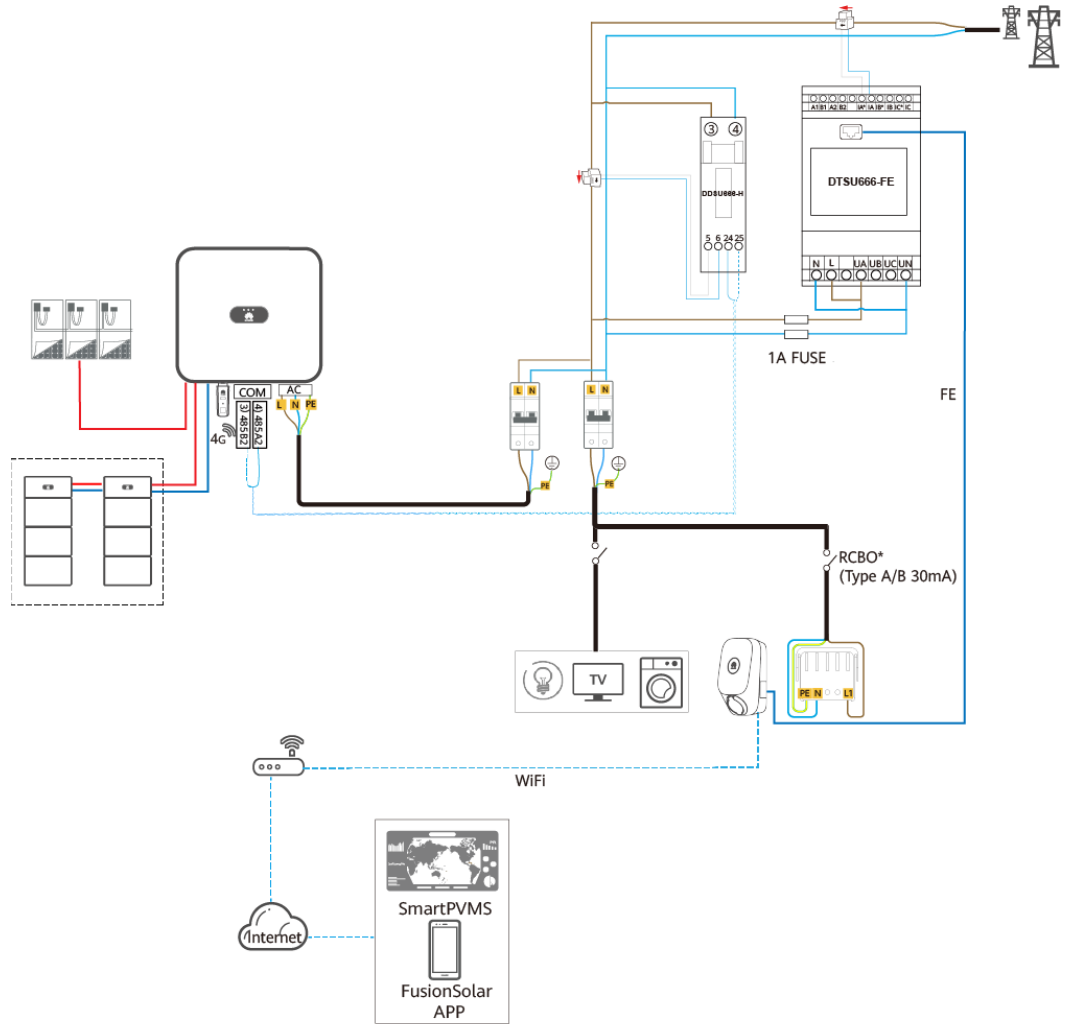 A1 B1 A2 B2 IA* IA IB* IB IC* IC
3 4
DTSU666-FE
DDSU666-H
5 6 24 25
N L UA UB UC UN
1A FUSE
FE
COM
AC
L N PE
4G
3) 485B2
4) 485A2
L N
L N
PE
PE
RCBO*
(Type A/B 30mA)
TV
PE N L1
WiFi
Internet
SmartPVMS
FusionSolar
APP